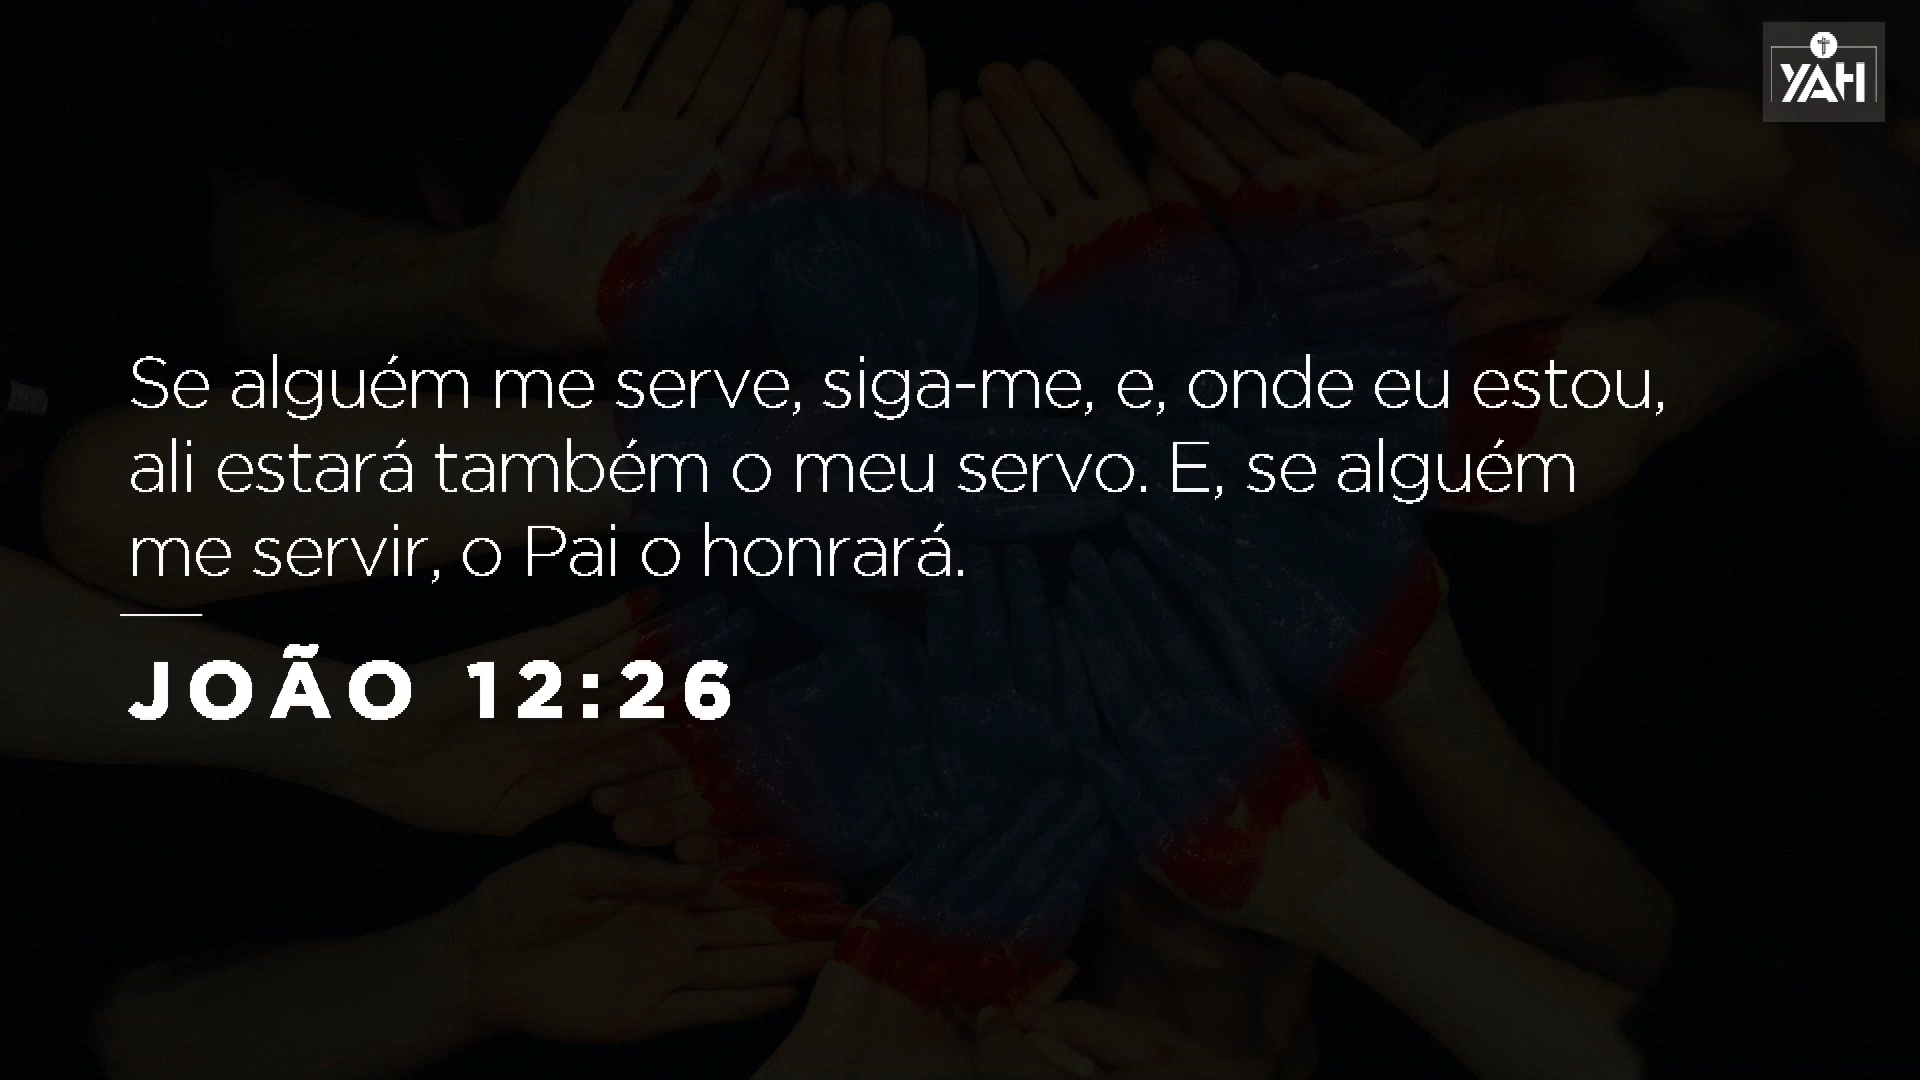 YAH
Se alguém me serve, siga-me, e, onde eu estou,
ali estará também o meu servo. E, se alguém
me servir, o Pai o honrará.
JOÃO 12:26